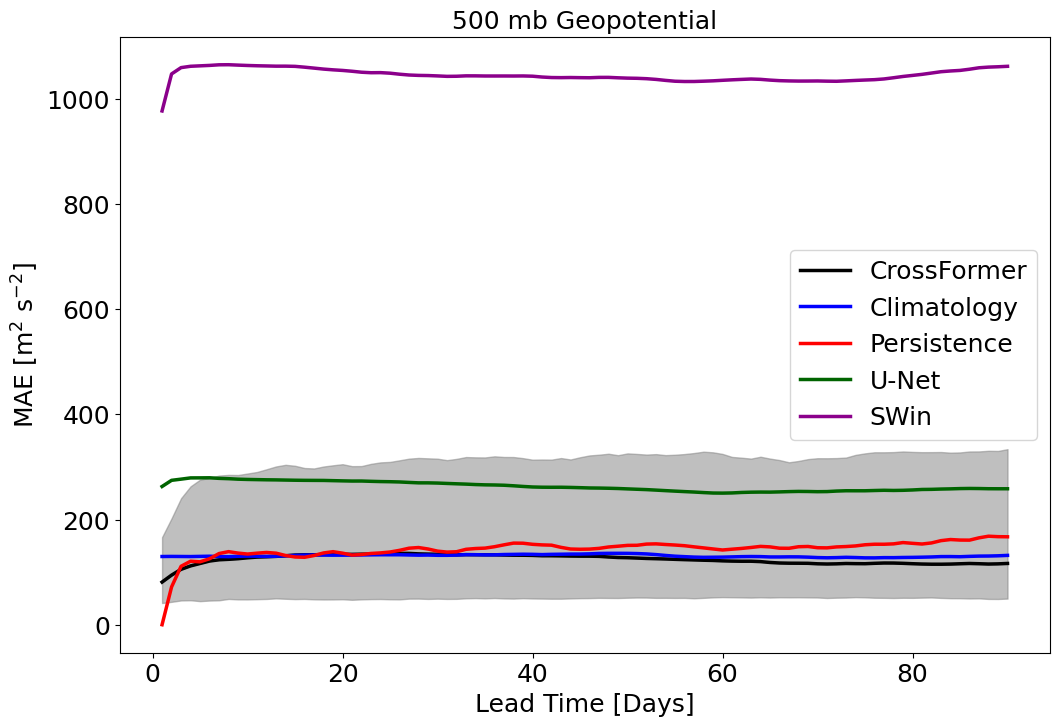 500 mb Geopotential
MAE [m² s⁻²]
1000
800
600
400
200
0
CrossFormer
Climatology
Persistence
U-Net
SWin
0 20 40 60 80
Lead Time [Days]